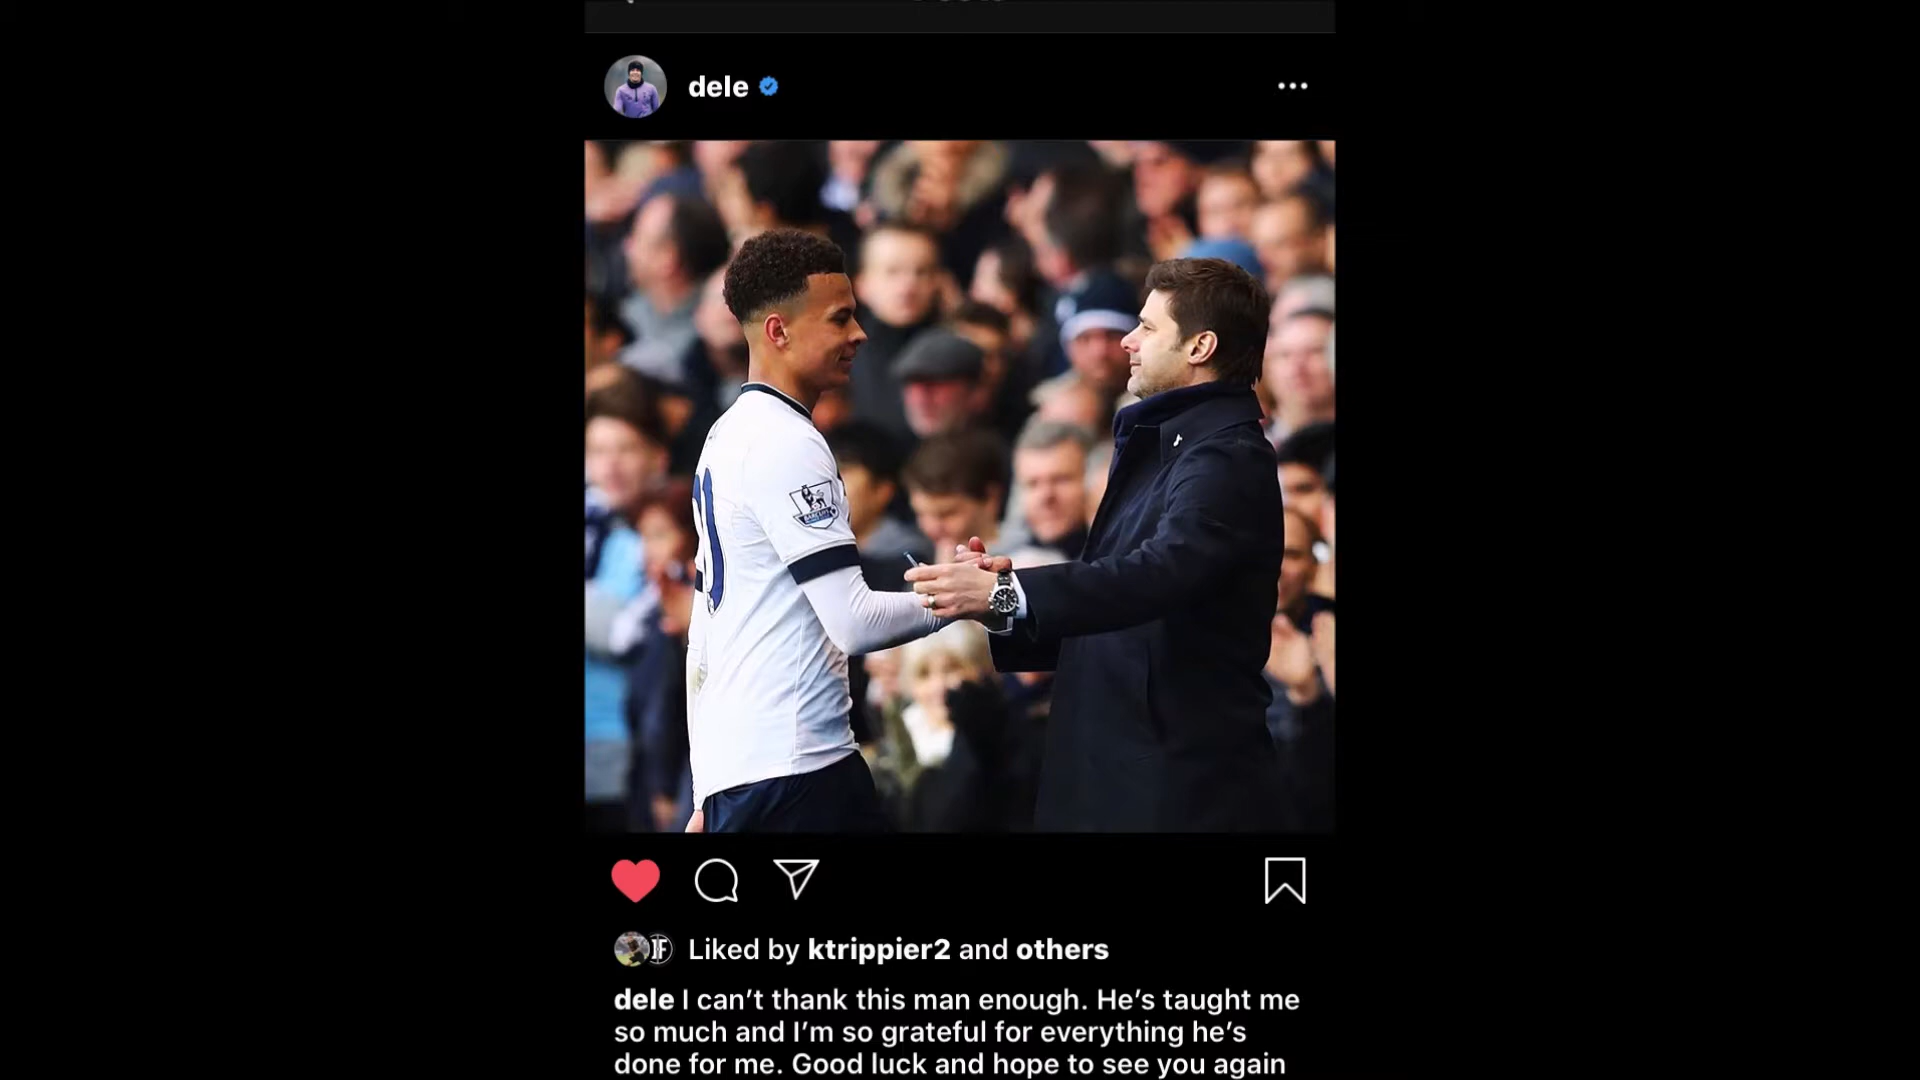 dele
BARCLAYS
Liked by ktrippier2 and others
dele I can't thank this man enough. He's taught me
so much and I'm so grateful for everything he's
done for me. Good luck and hope to see you again